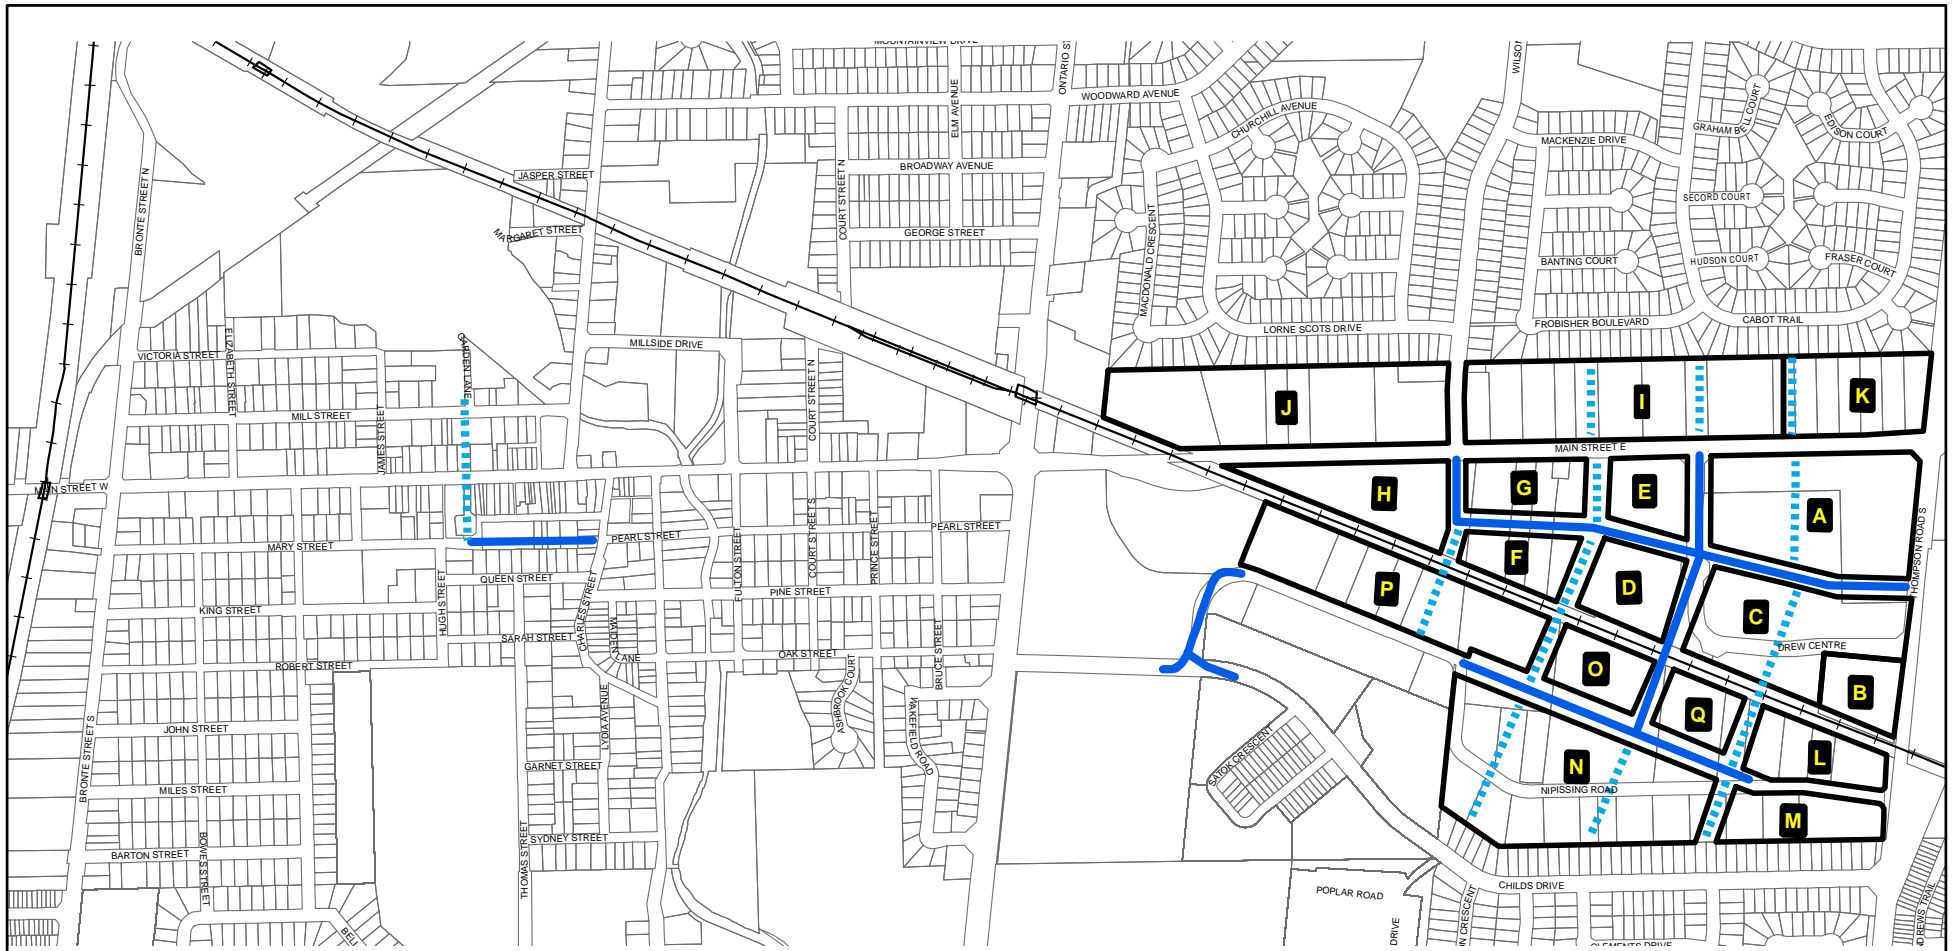 MOUNTAINVIEW DRIVE
ONTARIO ST
WILSON
WOODWARD AVENUE
ELM AVENUE
CHURCHILL AVENUE
GRAHAM BELL COURT
EDISON COURT
MACKENZIE DRIVE
BRONTE STREET N
JASPER STREET
COURT STREET N
BROADWAY AVENUE
SECORD COURT
MARGARET STREET
GEORGE STREET
MACDONALD CRESCENT
BANTING COURT
HUDSON COURT
FRASER COURT
LORNE SCOTS DRIVE
FROBISHER BOULEVARD
CABOT TRAIL
VICTORIA STREET
ELIZABETH STREET
GARDEN LANE
MILLSIDE DRIVE
COURT STREET N
J
I
K
MILL STREET
JAMES STREET
MAIN STREET E
MAIN STREET W
H
G
E
A
MARY STREET
PEARL STREET
PEARL STREET
COURT STREET S
PRINCE STREET
FULTON STREET
THOMPSON ROAD S
F
P
D
C
QUEEN STREET
PINE STREET
KING STREET
HUGH STREET
CHARLES STREET
SARAH STREET
MAIDEN LANE
OAK STREET
BRUCE STREET
DREW CENTRE
ROBERT STREET
O
B
Q
ASHBROOK COURT
WAKEFIELD ROAD
LYDIA AVENUE
JOHN STREET
BRONTE STREET S
GARNET STREET
SATOK CRESCENT
N
L
MILES STREET
NIPISSING ROAD
M
THOMAS STREET
SYDNEY STREET
BARTON STREET
BOWES STREET
POPLAR ROAD
CHILDS DRIVE
ON CRESCENT
DRIVE
BELL
CLEMENTS DRIVE
NDREWS TRAIL